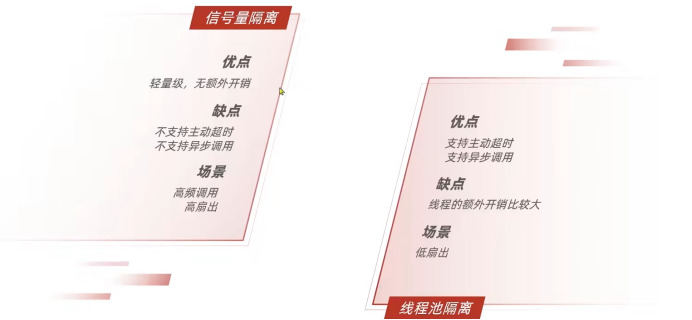 信号量隔离
优点
轻量级，无额外开销
缺点
不支持主动超时
不支持异步调用
场景
高频调用
高扇出
优点
支持主动超时
支持异步调用
缺点
线程的额外开销比较大
场景
低扇出
线程池隔离